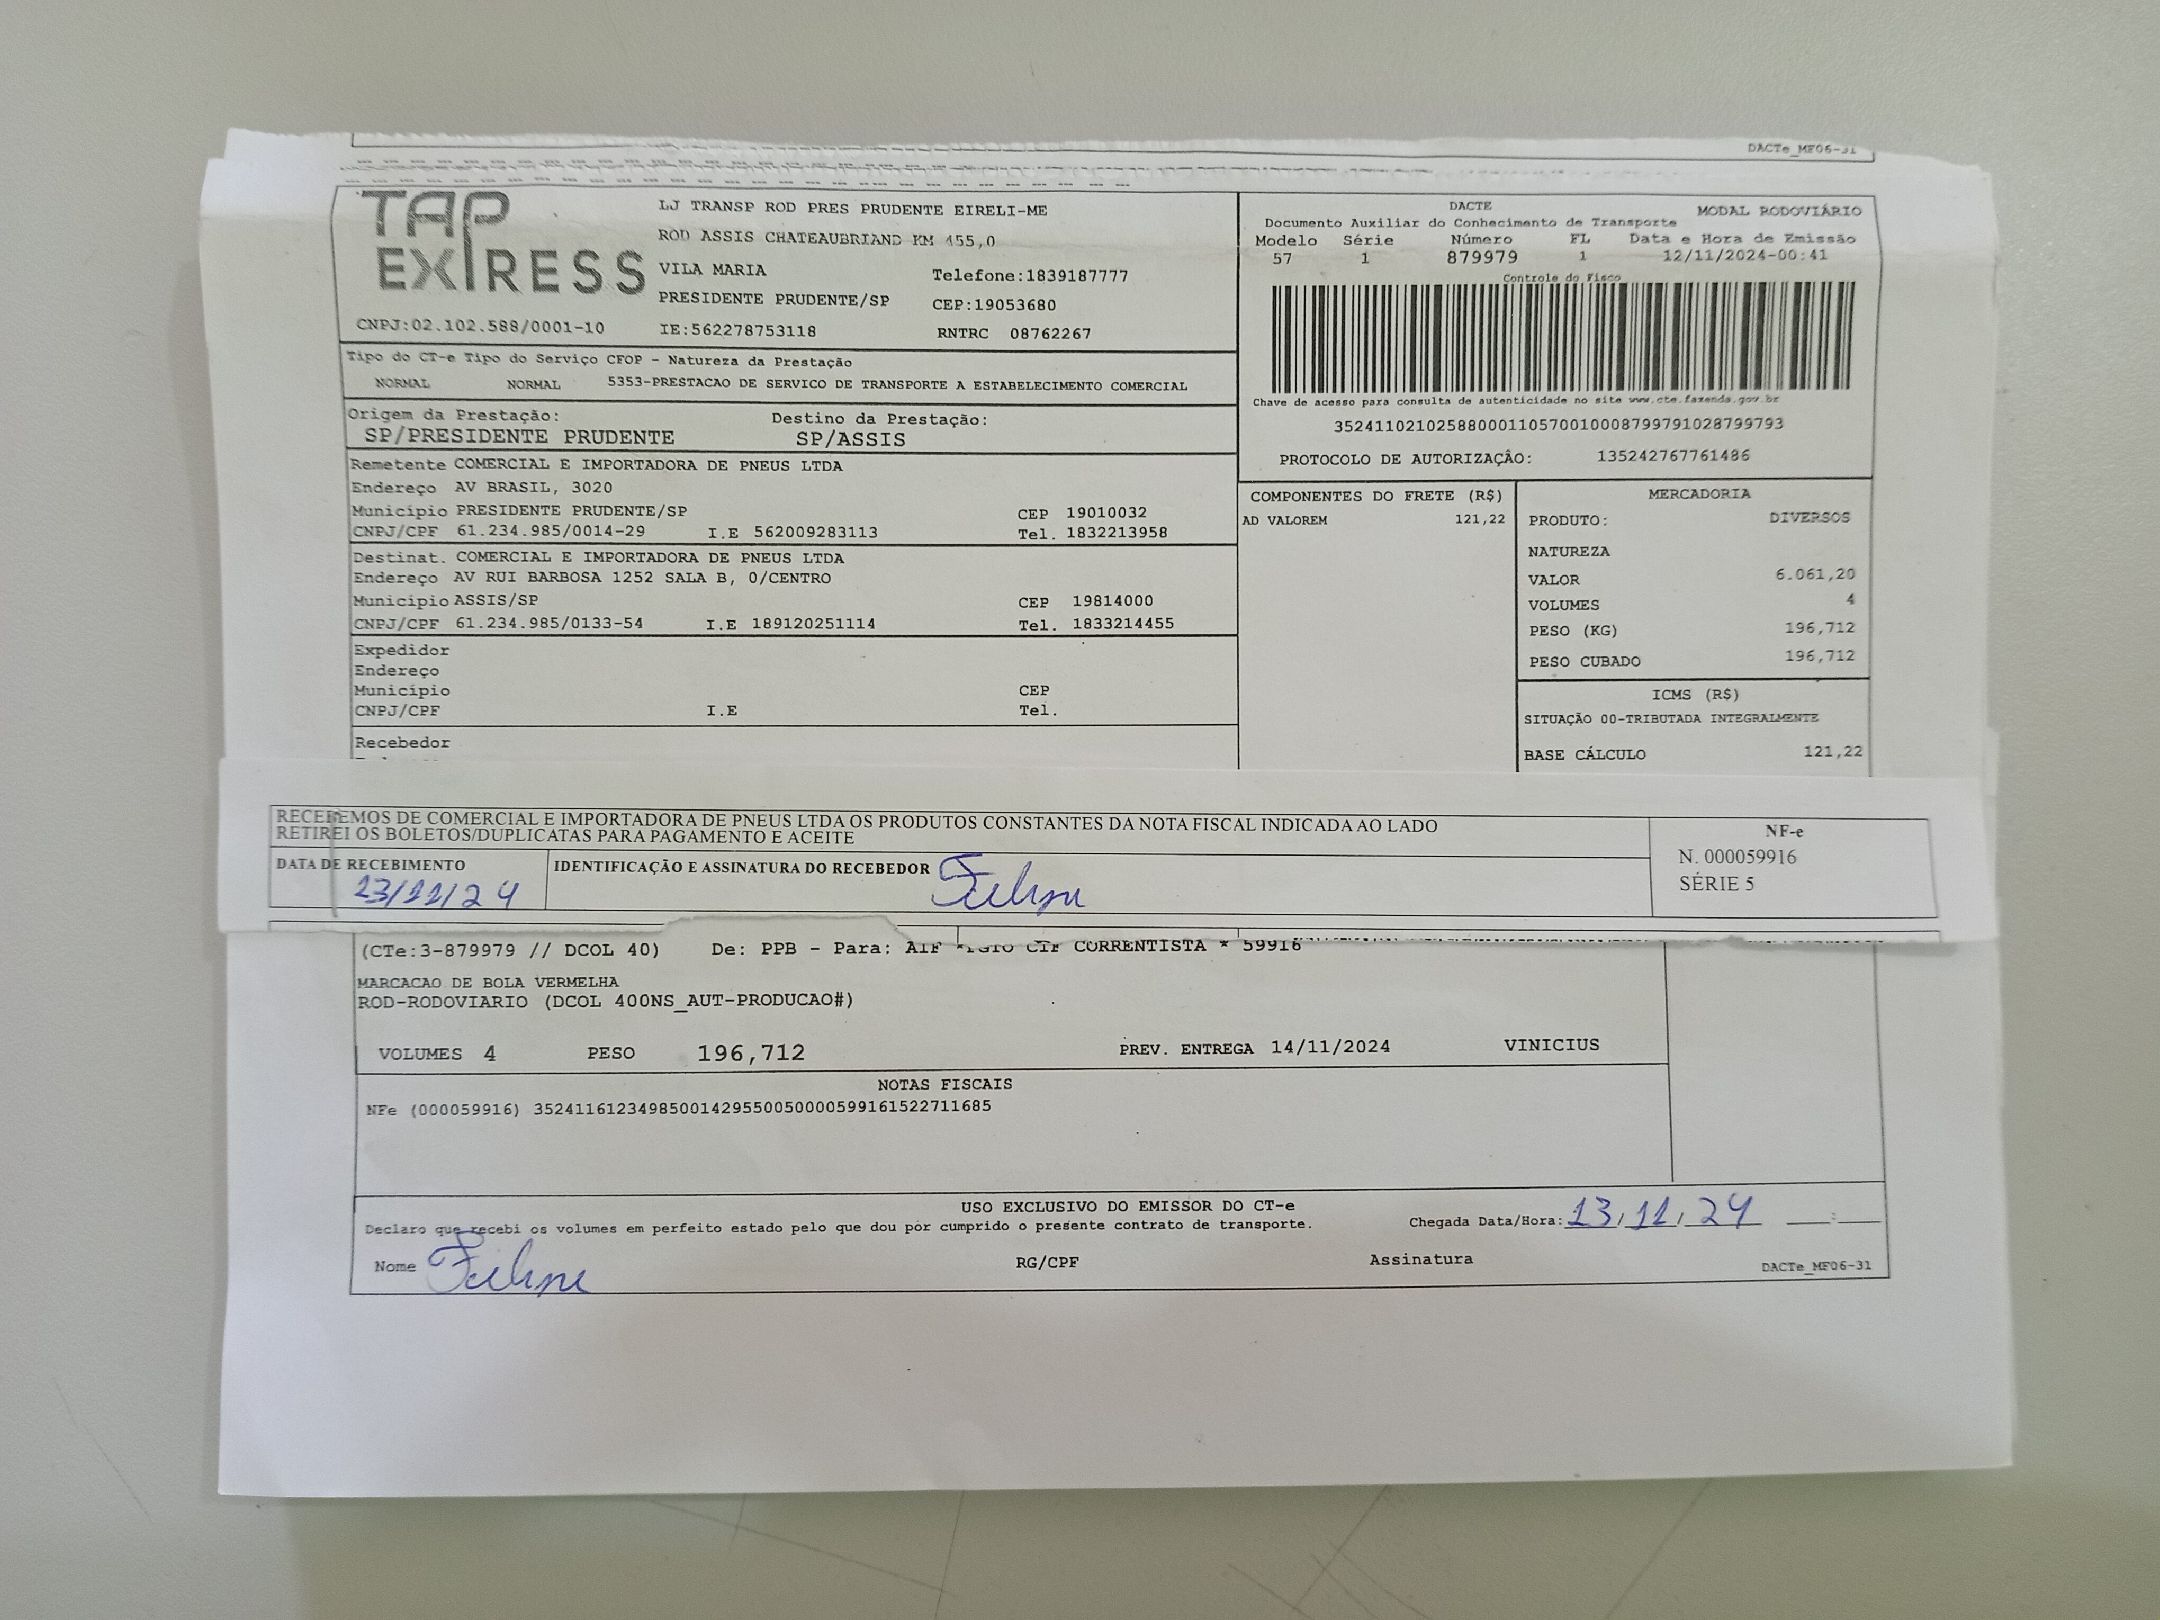 DACTe_MF06-31
TAP EXPRESS
LJ TRANSP ROD PRES PRUDENTE EIRELI-ME
ROD ASSIS CHATEAUBRIAND KM 455,0
VILA MARIA Telefone:1839187777
PRESIDENTE PRUDENTE/SP CEP:19053680
CNPJ:02.102.588/0001-10 IE:562278753118 RNTRC 08762267
DACTE MODAL RODOVIÁRIO
Documento Auxiliar do Conhecimento de Transporte
Modelo Série Número FL Data e Hora de Emissão
57 1 879979 1 12/11/2024-00:41
Controle do Fisco
Chave de acesso para consulta de autenticidade no site www.cte.fazenda.gov.br
35241102102588000110570010008799791028799793
PROTOCOLO DE AUTORIZAÇÃO: 135242767761486
Tipo do CT-e Tipo do Serviço CFOP - Natureza da Prestação
NORMAL NORMAL 5353-PRESTACAO DE SERVICO DE TRANSPORTE A ESTABELECIMENTO COMERCIAL
Origem da Prestação: Destino da Prestação:
SP/PRESIDENTE PRUDENTE SP/ASSIS
Remetente COMERCIAL E IMPORTADORA DE PNEUS LTDA
Endereço AV BRASIL, 3020
Município PRESIDENTE PRUDENTE/SP CEP 19010032
CNPJ/CPF 61.234.985/0014-29 I.E 562009283113 Tel. 1832213958
Destinat. COMERCIAL E IMPORTADORA DE PNEUS LTDA
Endereço AV RUI BARBOSA 1252 SALA B, 0/CENTRO
Município ASSIS/SP CEP 19814000
CNPJ/CPF 61.234.985/0133-54 I.E 189120251114 Tel. 1833214455
Expedidor
Endereço
Município CEP
CNPJ/CPF I.E Tel.
Recebedor
COMPONENTES DO FRETE (R$)
AD VALOREM 121,22
MERCADORIA
PRODUTO: DIVERSOS
NATUREZA
VALOR 6.061,20
VOLUMES 4
PESO (KG) 196,712
PESO CUBADO 196,712
ICMS (R$)
SITUAÇÃO 00-TRIBUTADA INTEGRALMENTE
BASE CÁLCULO 121,22
RECEBEMOS DE COMERCIAL E IMPORTADORA DE PNEUS LTDA OS PRODUTOS CONSTANTES DA NOTA FISCAL INDICADA AO LADO
RETIREI OS BOLETOS/DUPLICATAS PARA PAGAMENTO E ACEITE
DATA DE RECEBIMENTO IDENTIFICAÇÃO E ASSINATURA DO RECEBEDOR
13/11/24
NF-e
N. 000059916
SÉRIE 5
(CTe:3-879979 // DCOL 40) De: PPB - Para: CIF CORRENTISTA * 59916
MARCACAO DE BOLA VERMELHA
ROD-RODOVIARIO (DCOL 400NS_AUT-PRODUCAO#)
VOLUMES 4 PESO 196,712 PREV. ENTREGA 14/11/2024 VINICIUS
NOTAS FISCAIS
NFe (000059916) 35241161234985001429550050000599161522711685
USO EXCLUSIVO DO EMISSOR DO CT-e
Declaro que recebi os volumes em perfeito estado pelo que dou por cumprido o presente contrato de transporte. Chegada Data/Hora: 13/11/24
Nome RG/CPF Assinatura
DACTe_MF06-31